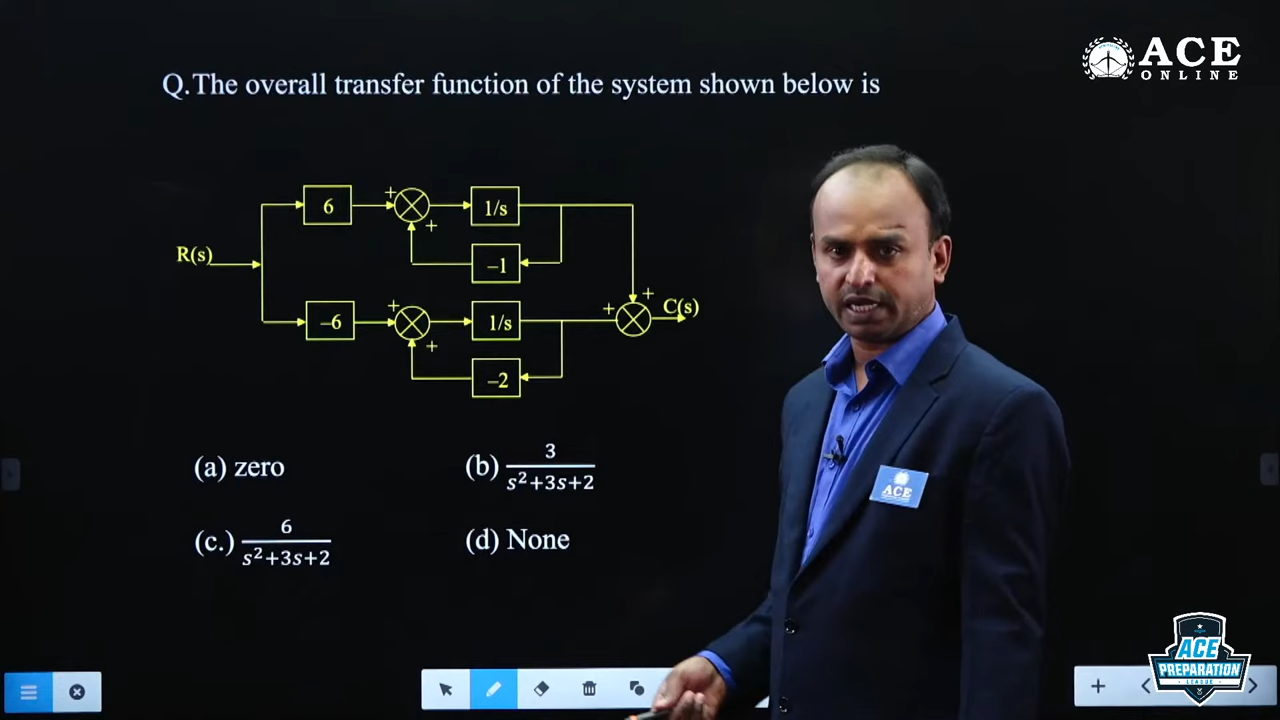 ACE
ONLINE
Q.The overall transfer function of the system shown below is
6
+
+
1/s
–1
R(s)
–6
+
+
1/s
–2
+
+
C(s)
(a) zero
(b) 3/(s²+3s+2)
(c.) 6/(s²+3s+2)
(d) None
ACE
ACE
PREPARATION
LEAGUE